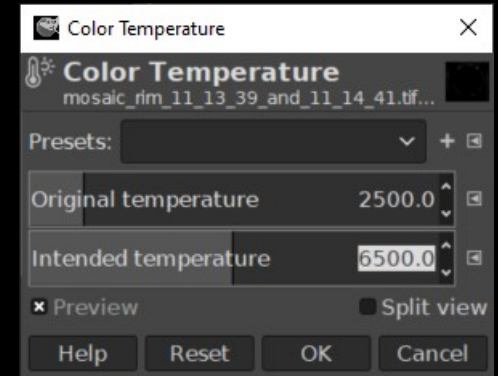 Color Temperature
Color Temperature
mosaic_rim_11_13_39_and_11_14_41.tif...
Presets:
Original temperature 2500.0
Intended temperature 6500.0
Preview Split view
Help Reset OK Cancel